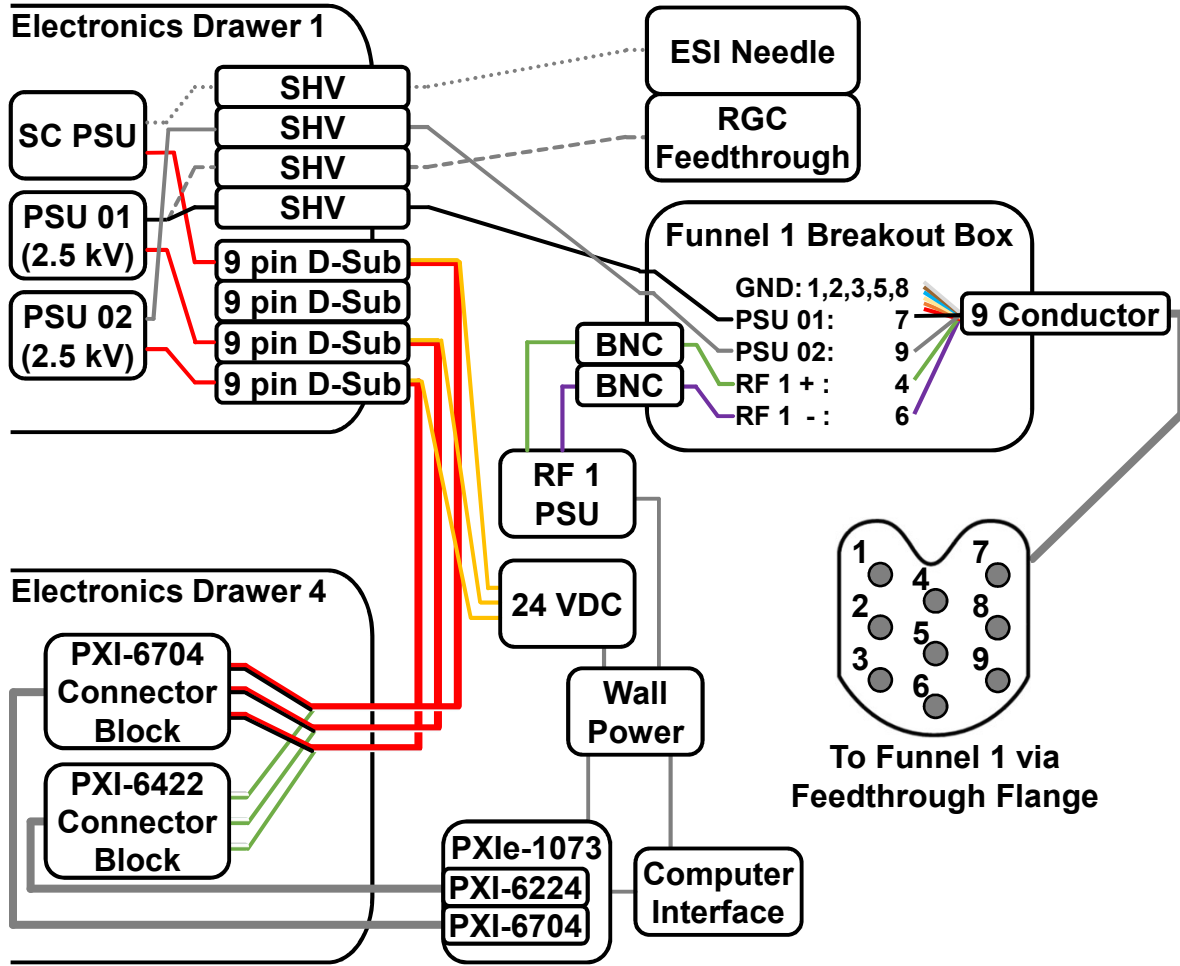 Electronics Drawer 1
SC PSU
PSU 01
(2.5 kV)
PSU 02
(2.5 kV)
SHV
SHV
SHV
SHV
9 pin D-Sub
9 pin D-Sub
9 pin D-Sub
9 pin D-Sub
ESI Needle
RGC
Feedthrough
Funnel 1 Breakout Box
GND: 1,2,3,5,8
PSU 01: 7
PSU 02: 9
RF 1 + : 4
RF 1 - : 6
9 Conductor
BNC
BNC
RF 1
PSU
24 VDC
Wall
Power
1
2
3
4
5
6
7
8
9
To Funnel 1 via
Feedthrough Flange
Electronics Drawer 4
PXI-6704
Connector
Block
PXI-6422
Connector
Block
PXIe-1073
PXI-6224
PXI-6704
Computer
Interface